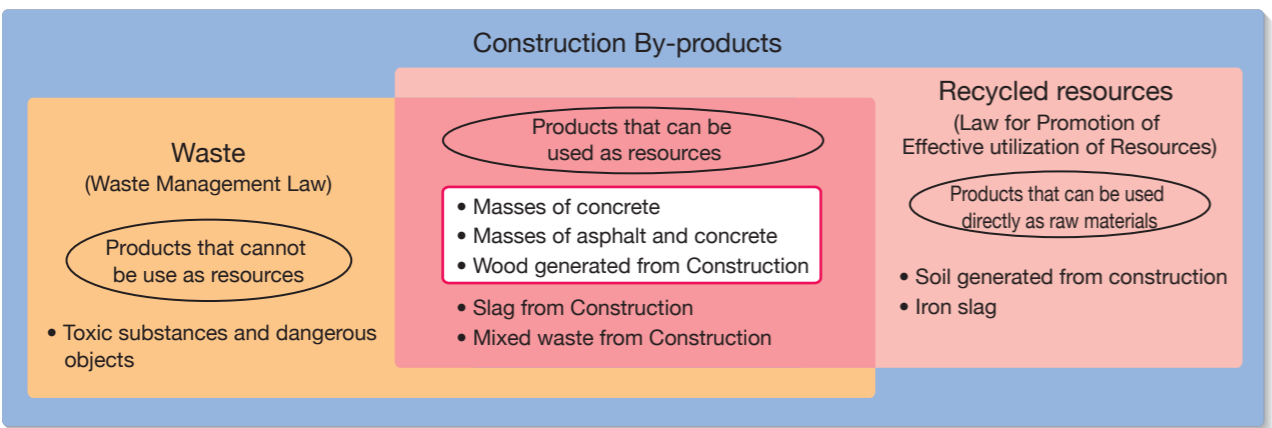 Construction By-products
Waste
(Waste Management Law)
Products that cannot
be use as resources
• Toxic substances and dangerous
objects
Products that can be
used as resources
• Masses of concrete
• Masses of asphalt and concrete
• Wood generated from Construction
• Slag from Construction
• Mixed waste from Construction
Recycled resources
(Law for Promotion of
Effective utilization of Resources)
Products that can be used
directly as raw materials
• Soil generated from construction
• Iron slag